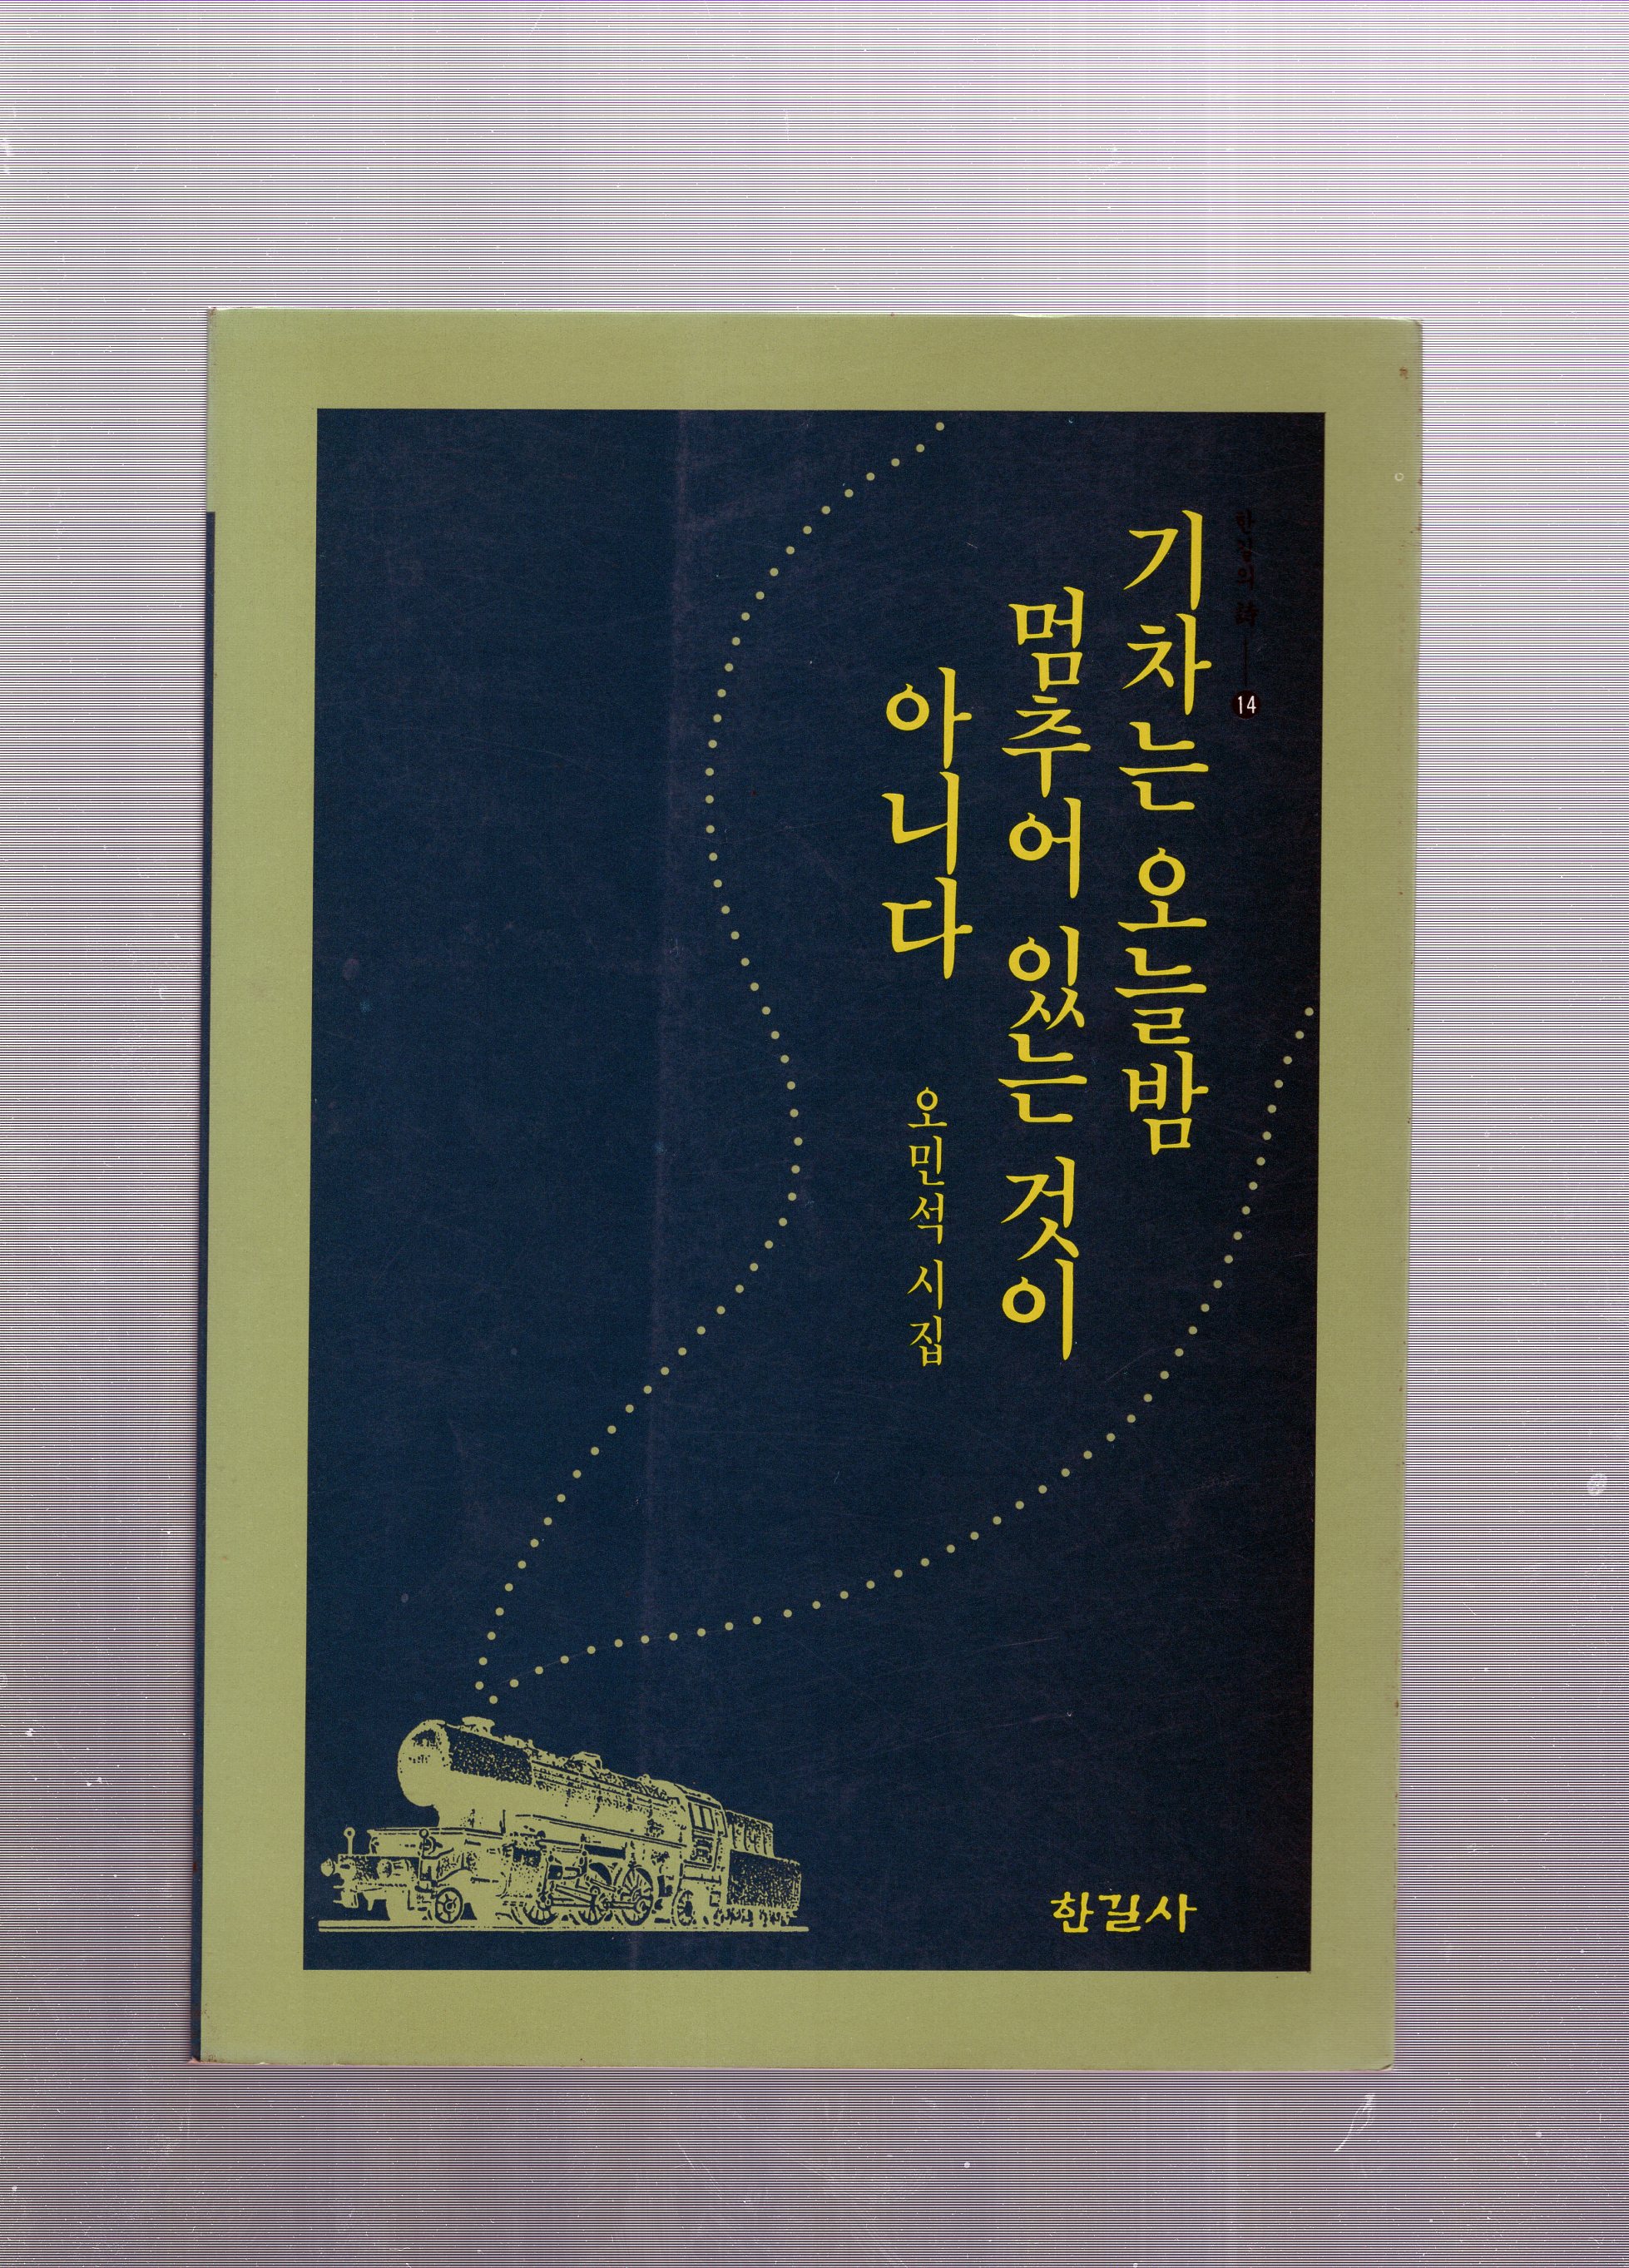 한길의 詩 14
기차는 오늘밤
멈추어 있는 것이
아니다
오민석 시집
한길사